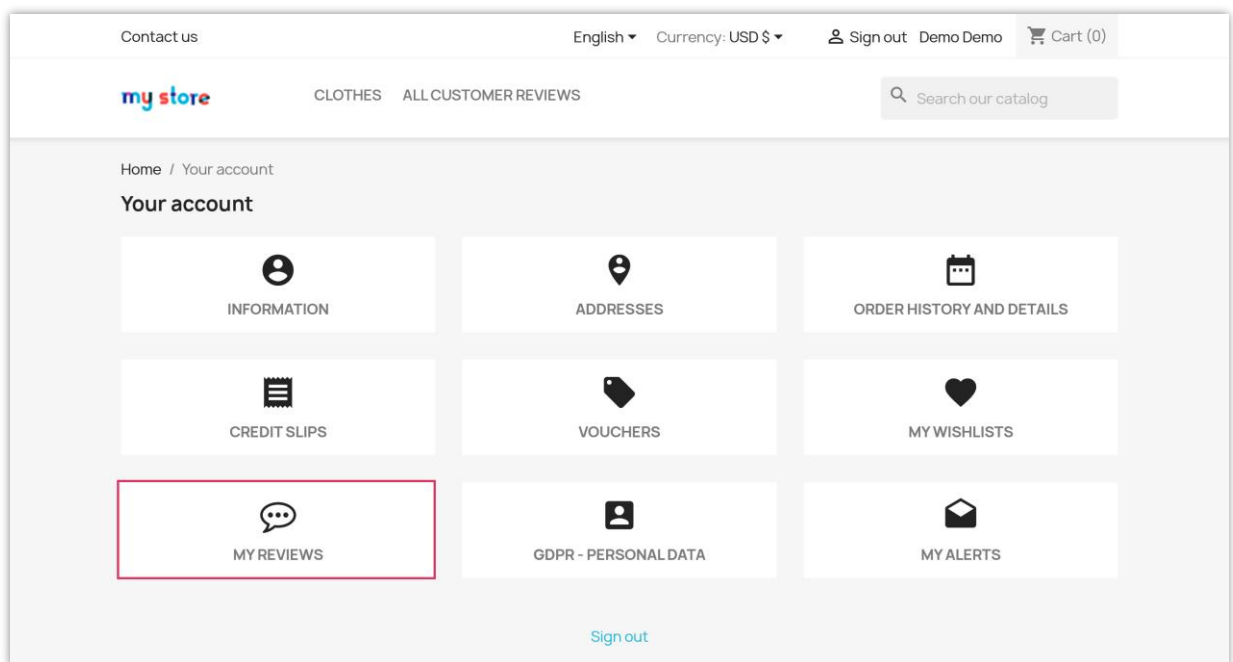 Contact us English Currency: USD $ Sign out Demo Demo Cart (0)
my store CLOTHES ALL CUSTOMER REVIEWS Search our catalog
Home / Your account
Your account
INFORMATION ADDRESSES ORDER HISTORY AND DETAILS
CREDIT SLIPS VOUCHERS MY WISHLISTS
MY REVIEWS GDPR - PERSONAL DATA MY ALERTS
Sign out